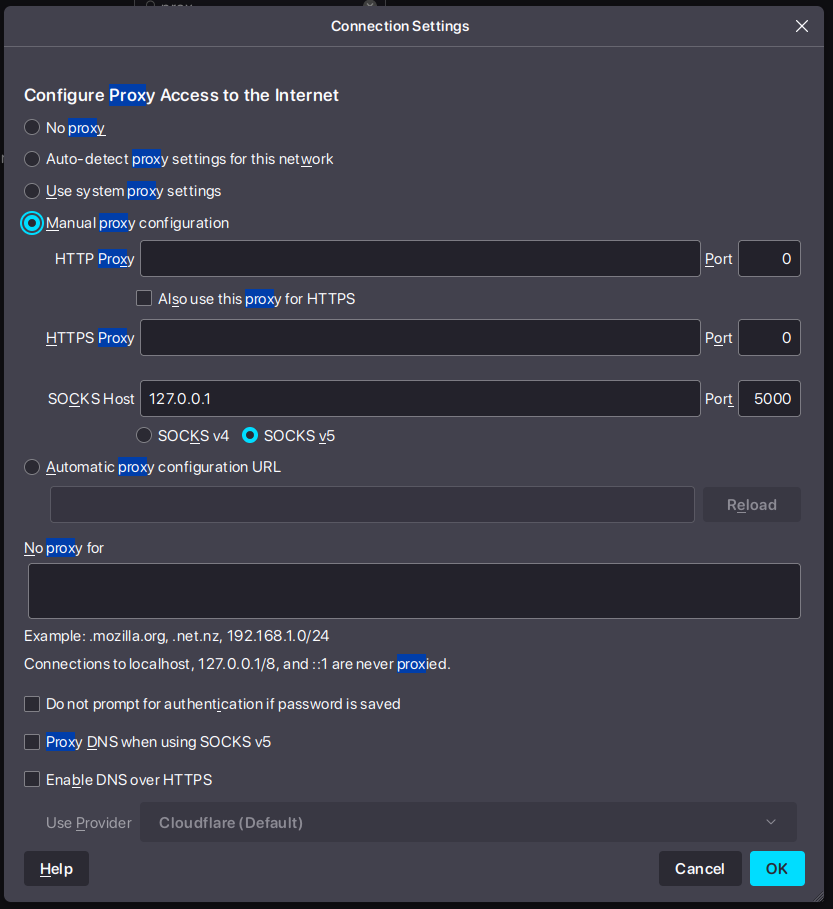 Connection Settings
Configure Proxy Access to the Internet
No proxy
Auto-detect proxy settings for this network
Use system proxy settings
Manual proxy configuration
HTTP Proxy Port 0
Also use this proxy for HTTPS
HTTPS Proxy Port 0
SOCKS Host 127.0.0.1 Port 5000
SOCKS v4 SOCKS v5
Automatic proxy configuration URL
Reload
No proxy for
Example: .mozilla.org, .net.nz, 192.168.1.0/24
Connections to localhost, 127.0.0.1/8, and ::1 are never proxied.
Do not prompt for authentication if password is saved
Proxy DNS when using SOCKS v5
Enable DNS over HTTPS
Use Provider Cloudflare (Default)
Help Cancel OK